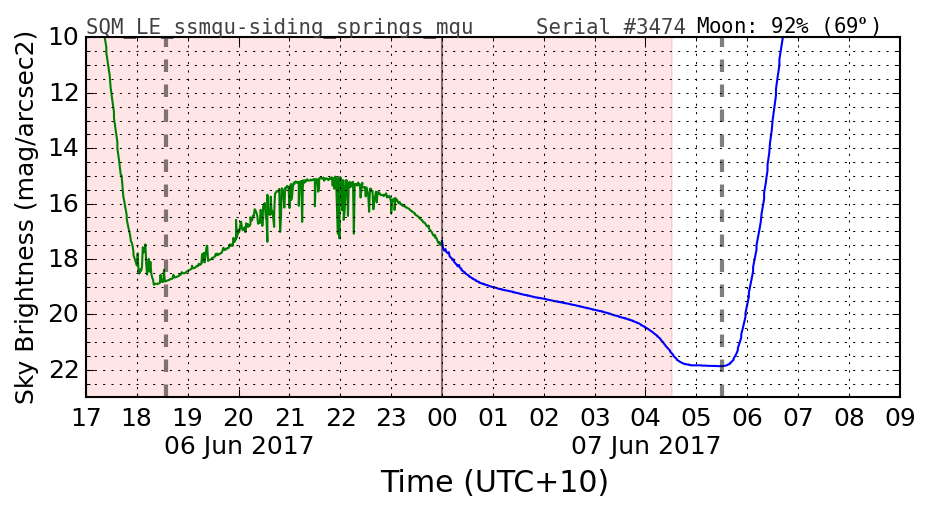 SQM_LE_ssmqu-siding_springs_mqu Serial #3474 Moon: 92% (69°)
Sky Brightness (mag/arcsec2)
10
12
14
16
18
20
22
17 18 19 20 21 22 23 00 01 02 03 04 05 06 07 08 09
06 Jun 2017 07 Jun 2017
Time (UTC+10)